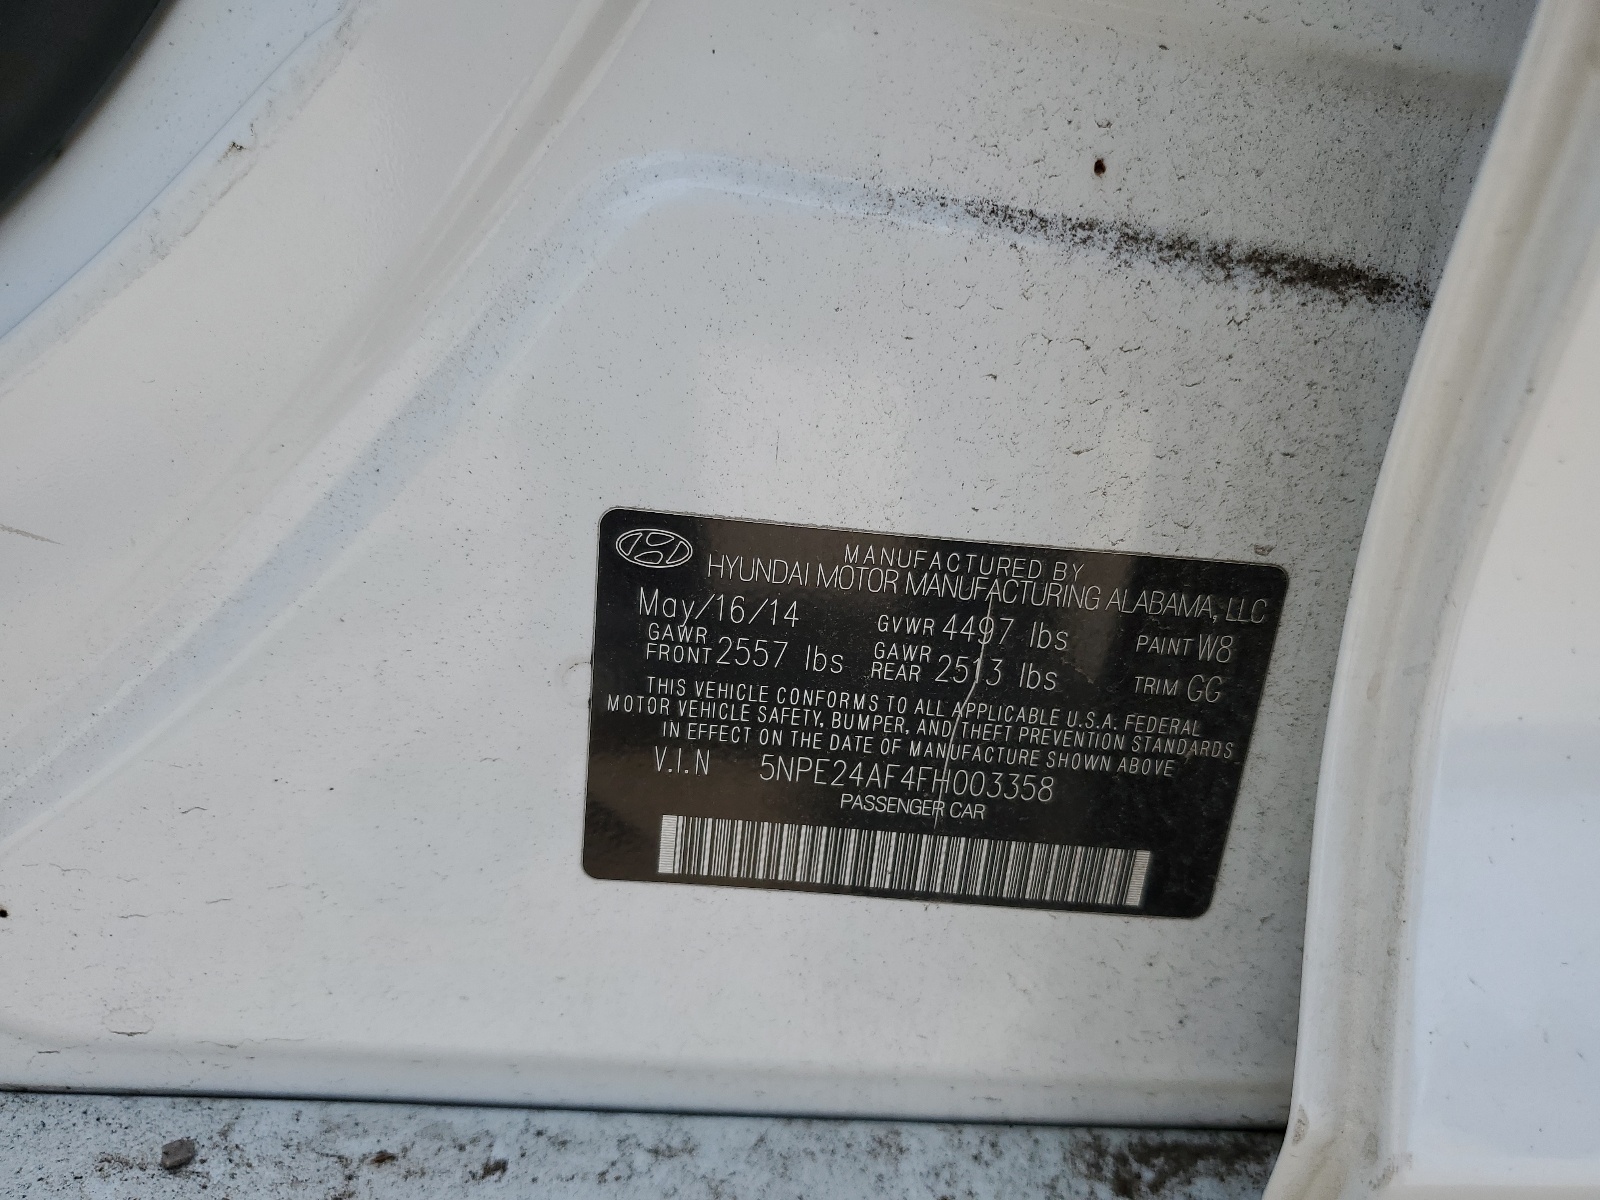 MANUFACTURED BY
HYUNDAI MOTOR MANUFACTURING ALABAMA, LLC
May/16/14 GVWR 4497 lbs PAINT W8
GAWR FRONT 2557 lbs GAWR REAR 2513 lbs TRIM GG
THIS VEHICLE CONFORMS TO ALL APPLICABLE U.S.A. FEDERAL
MOTOR VEHICLE SAFETY, BUMPER, AND THEFT PREVENTION STANDARDS
IN EFFECT ON THE DATE OF MANUFACTURE SHOWN ABOVE
V.I.N 5NPE24AF4FH003358
PASSENGER CAR